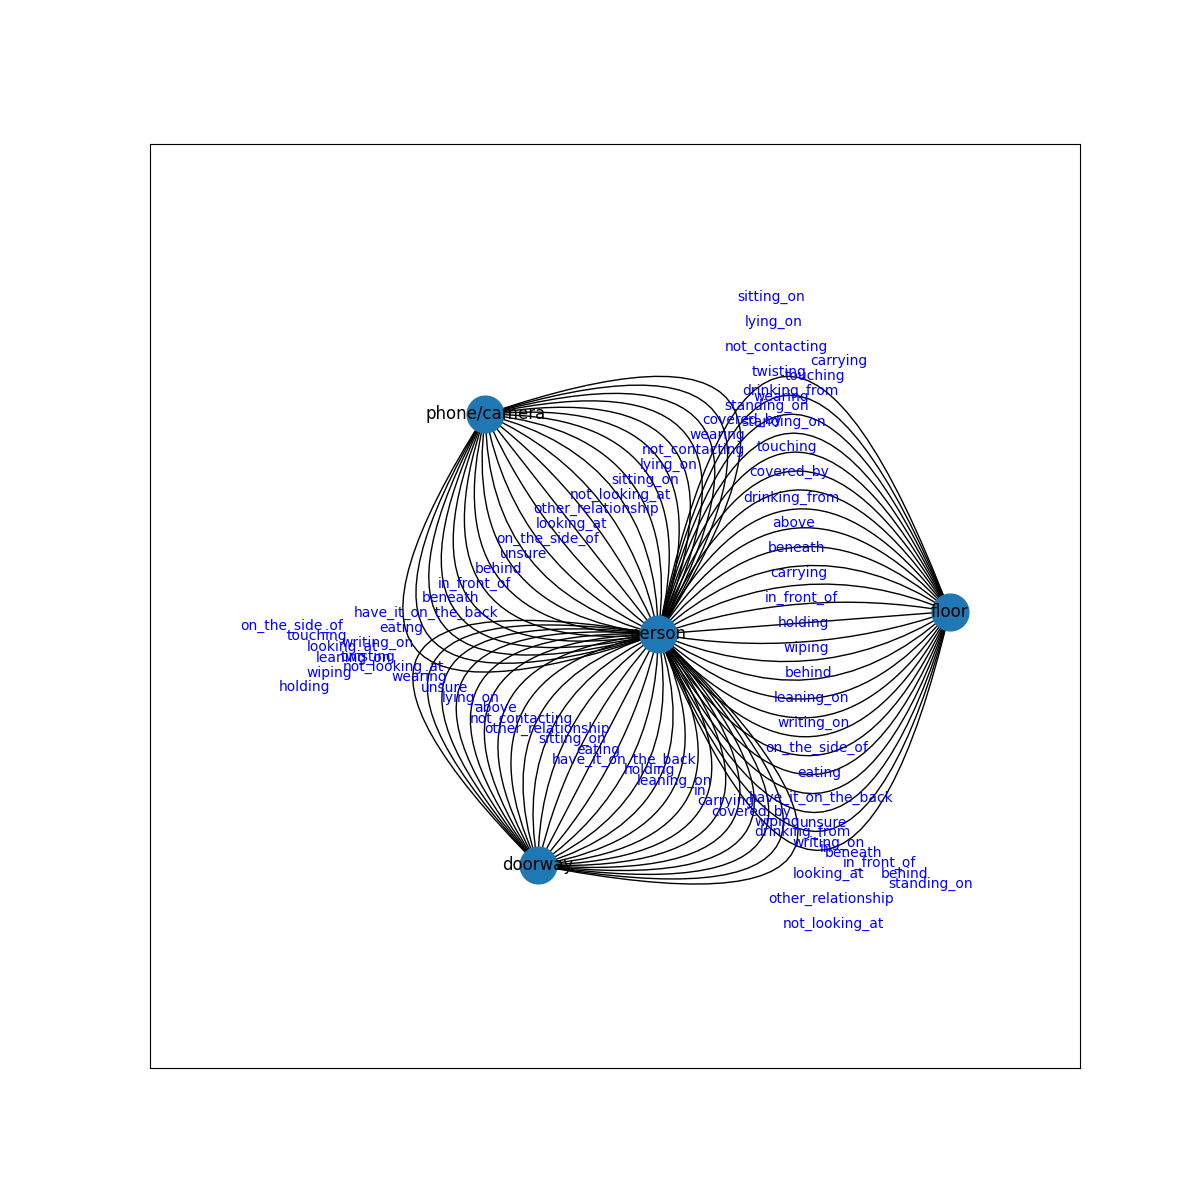 sitting_on
lying_on
not_contacting
carrying
twisting
touching
drinking_from
wearing
standing_on
covered_by
standing_on
phone/camera
wearing
touching
not_contacting
lying_on
covered_by
sitting_on
not_looking_at
drinking_from
other_relationship
looking_at
above
on_the_side_of
beneath
unsure
behind
carrying
in_front_of
beneath
in_front_of
have_it_on_the_back
floor
holding
on_the_side_of
eating
touching
erson
writing_on
looking_at
wiping
twisting
leaning_on
not_looking_at
wiping
behind
wearing
holding
unsure
lying_on
leaning_on
above
not_contacting
writing_on
other_relationship
sitting_on
on_the_side_of
eating
have_it_on_the_back
holding
eating
leaning_on
in
carrying
have_it_on_the_back
covered_by
wiping
unsure
drinking_from
writing_on
beneath
in_front_of
doorway
looking_at
behind
standing_on
other_relationship
not_looking_at